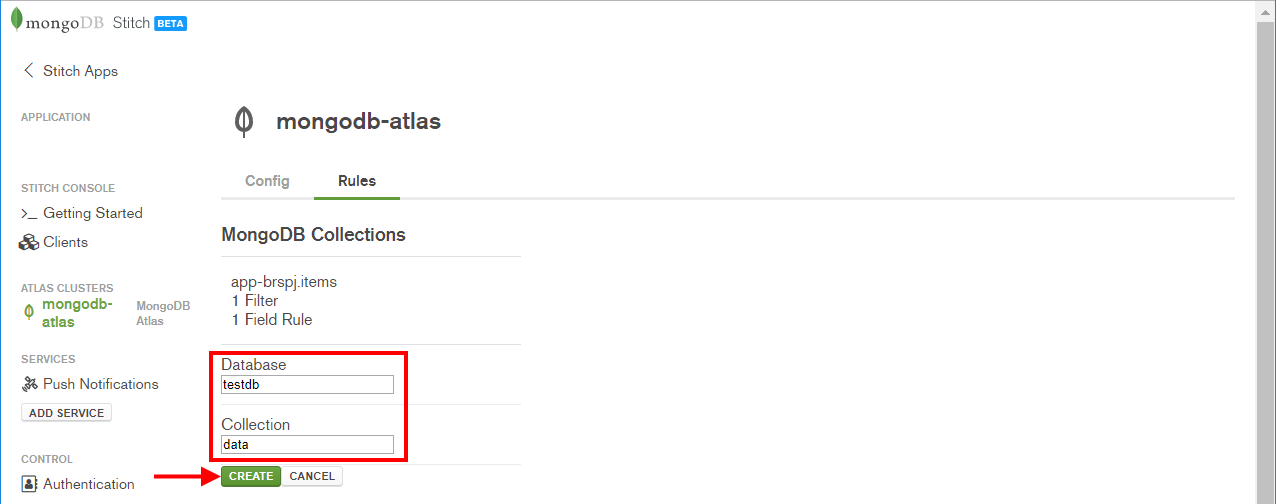 mongoDB Stitch BETA
Stitch Apps
APPLICATION
mongodb-atlas
Config Rules
STITCH CONSOLE
Getting Started
Clients
MongoDB Collections
app-brspj.items
1 Filter
1 Field Rule
ATLAS CLUSTERS
mongodb-
atlas
MongoDB
Atlas
SERVICES
Push Notifications
ADD SERVICE
Database
testdb
Collection
data
CREATE CANCEL
CONTROL
Authentication